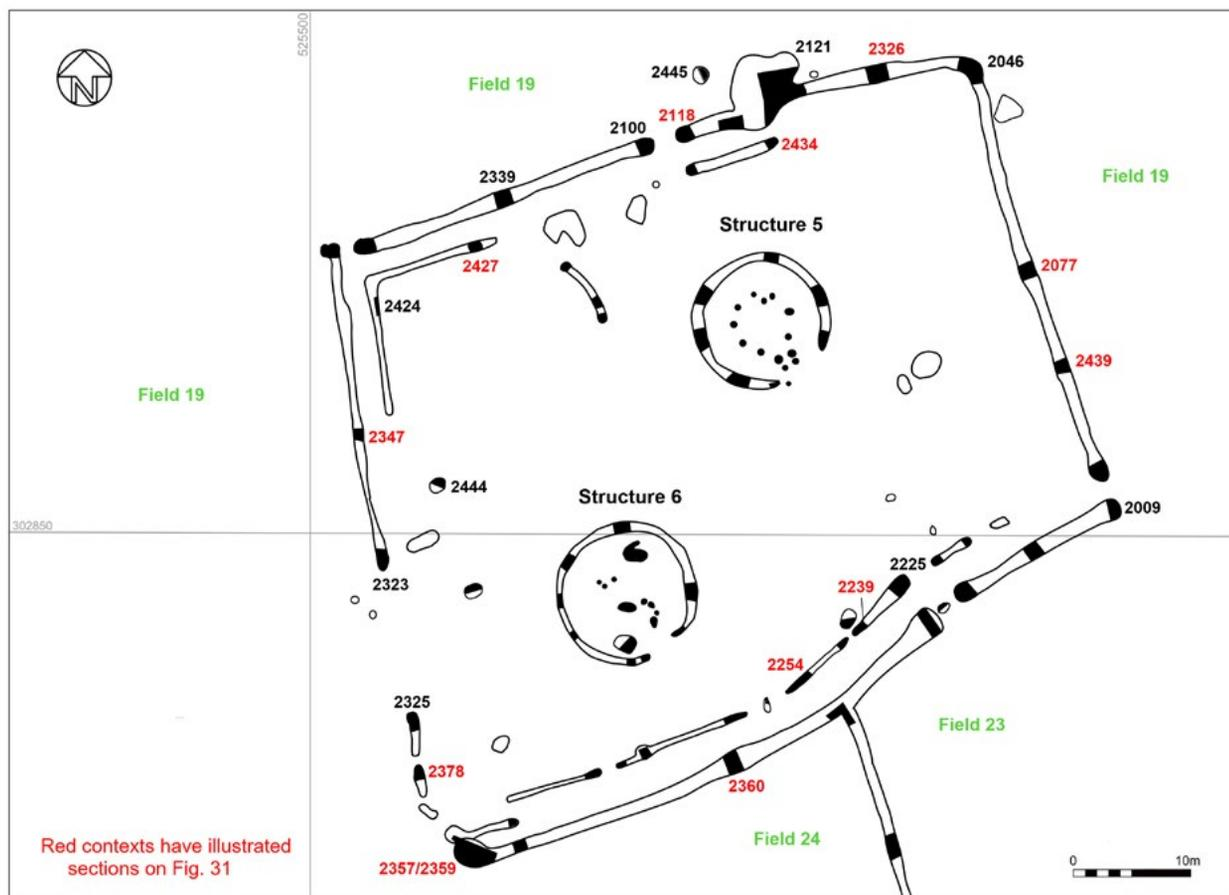 525500
2121
2326
2046
2445
Field 19
2118
2100
2434
2339
Field 19
Structure 5
2427
2077
2424
2439
Field 19
2347
2444
Structure 6
2009
302850
2323
2225
2239
2254
2325
Field 23
2378
2360
Field 24
Red contexts have illustrated
sections on Fig. 31
2357/2359
0 10m
N